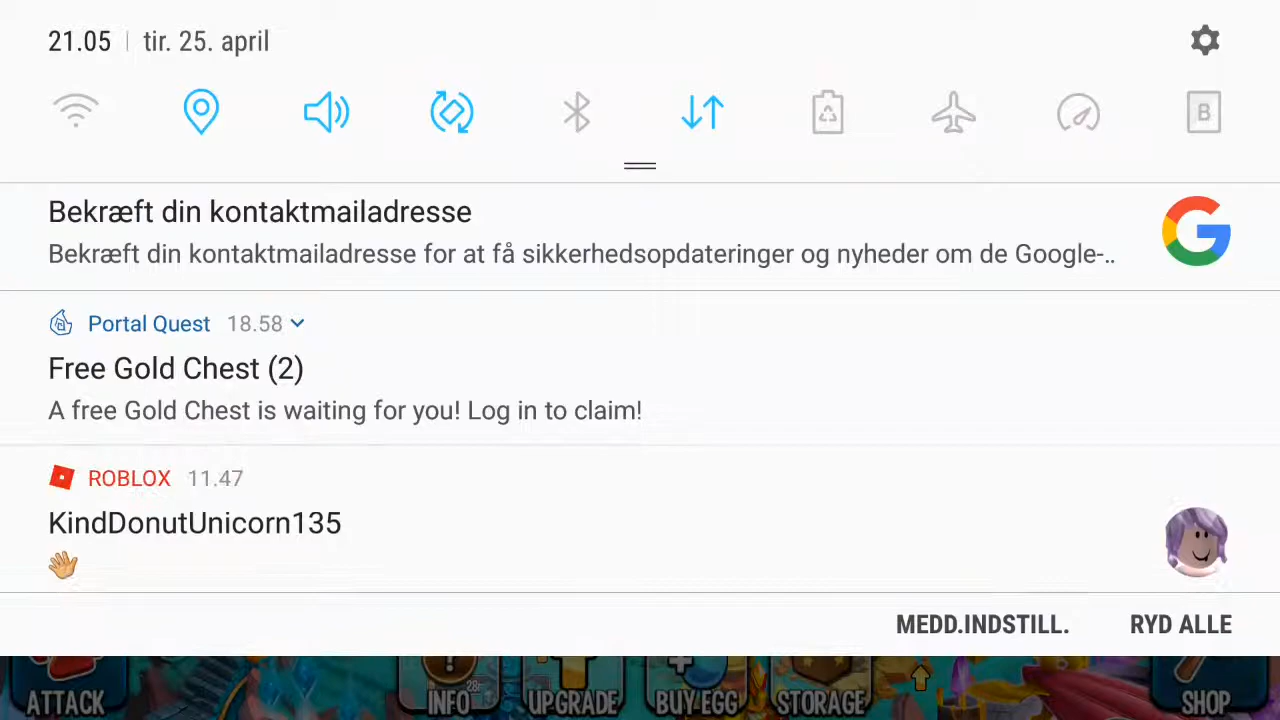 21.05 | tir. 25. april
B
Bekræft din kontaktmailadresse
Bekræft din kontaktmailadresse for at få sikkerhedsopdateringer og nyheder om de Google-..
Portal Quest 18.58
Free Gold Chest (2)
A free Gold Chest is waiting for you! Log in to claim!
ROBLOX 11.47
KindDonutUnicorn135
👋
MEDD.INDSTILL. RYD ALLE
ATTACK INFO UPGRADE BUY EGG STORAGE SHOP